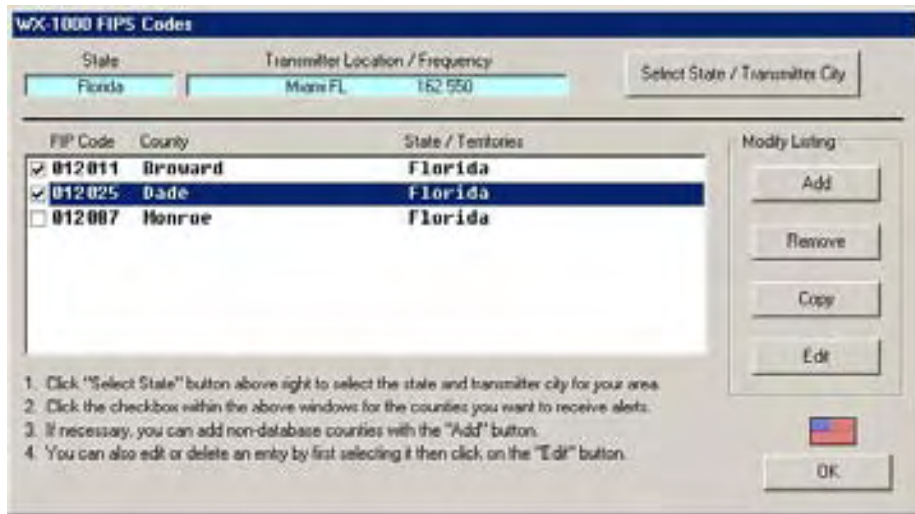 WX-1000 FIPS Codes
State
Transmitter Location / Frequency
Florida
Miami FL 162.550
Select State / Transmitter City
FIP Code County State / Territories
012011 Broward Florida
012025 Dade Florida
012087 Monroe Florida
Modify Listing
Add
Remove
Copy
Edit
1. Click "Select State" button above right to select the state and transmitter city for your area.
2. Click the checkbox within the above windows for the counties you want to receive alerts.
3. If necessary, you can add non-database counties with the "Add" button.
4. You can also edit or delete an entry by first selecting it then click on the "Edit" button.
OK